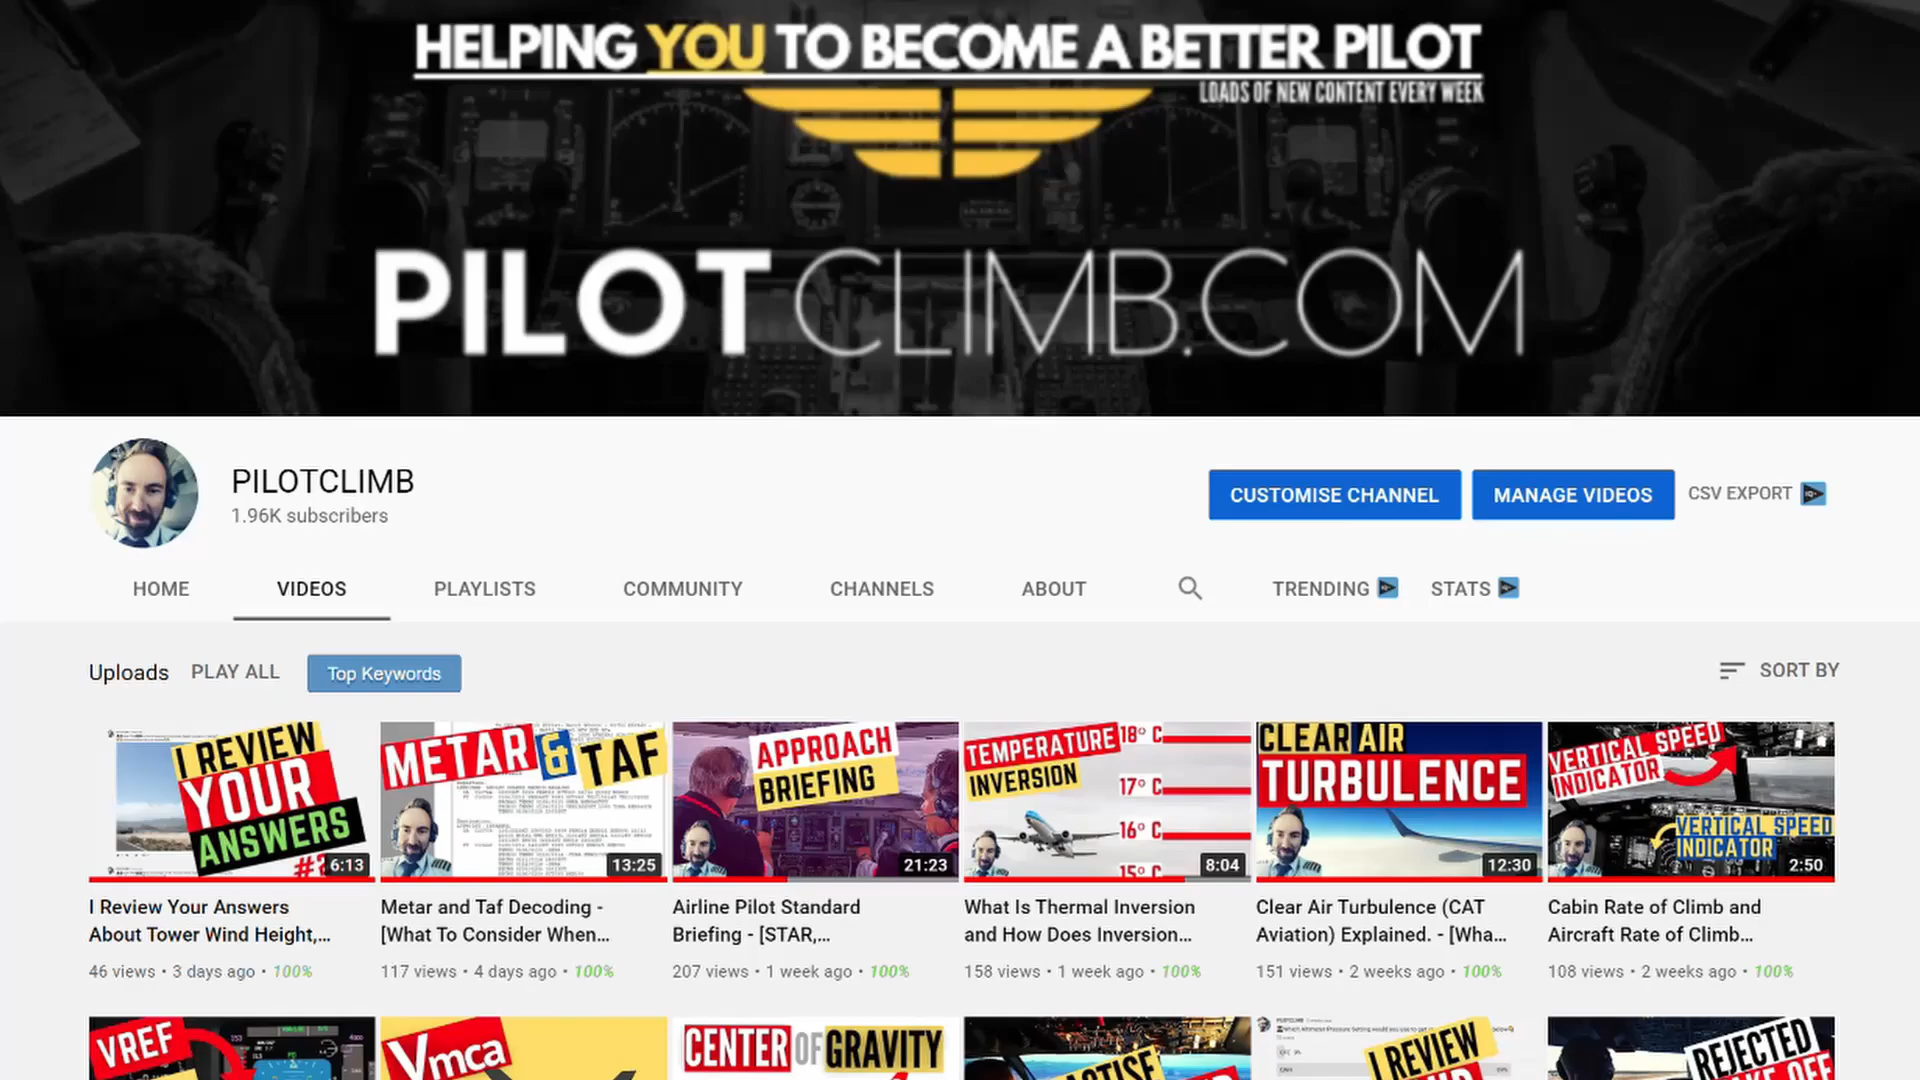 HELPING YOU TO BECOME A BETTER PILOT
LOADS OF NEW CONTENT EVERY WEEK
PILOTCLIMB.COM
PILOTCLIMB
1.96K subscribers
CUSTOMISE CHANNEL
MANAGE VIDEOS
CSV EXPORT
HOME
VIDEOS
PLAYLISTS
COMMUNITY
CHANNELS
ABOUT
TRENDING
STATS
Uploads
PLAY ALL
Top Keywords
SORT BY
I REVIEW
YOUR
ANSWERS
6:13
METAR & TAF
13:25
APPROACH
BRIEFING
21:23
TEMPERATURE
INVERSION
18º C
17º C
16º C
15º C
8:04
CLEAR AIR
TURBULENCE
12:30
VERTICAL SPEED
INDICATOR
VERTICAL SPEED
INDICATOR
2:50
I Review Your Answers
About Tower Wind Height,...
46 views • 3 days ago • 100%
Metar and Taf Decoding -
[What To Consider When...
117 views • 4 days ago • 100%
Airline Pilot Standard
Briefing - [STAR,...
207 views • 1 week ago • 100%
What Is Thermal Inversion
and How Does Inversion...
158 views • 1 week ago • 100%
Clear Air Turbulence (CAT
Aviation) Explained. - [Wha...
151 views • 2 weeks ago • 100%
Cabin Rate of Climb and
Aircraft Rate of Climb...
108 views • 2 weeks ago • 100%
VREF
Vmca
CENTER OF GRAVITY
I REVIEW
REJECTED